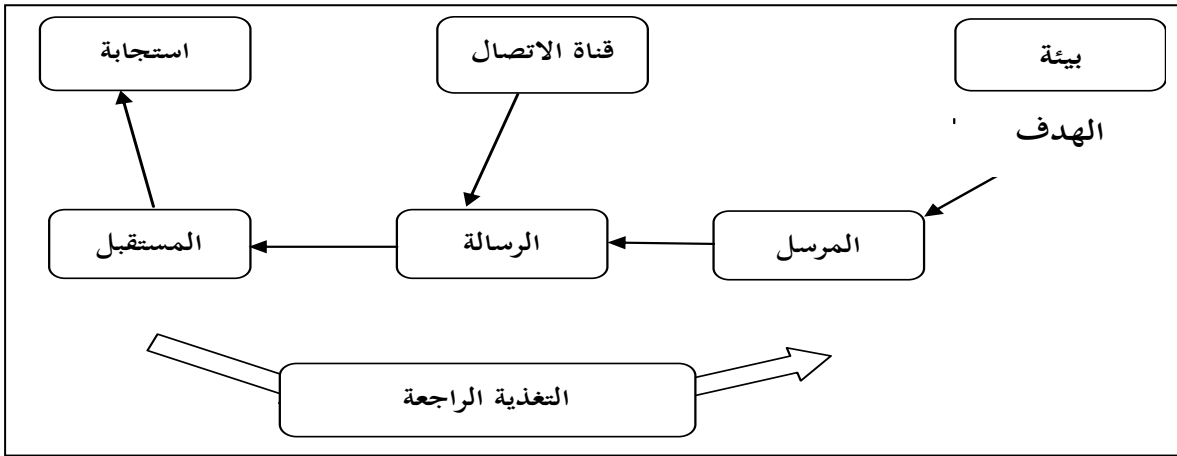 بيئة
قناة الاتصال
استجابة
الهدف
المرسل
الرسالة
المستقبل
التغذية الراجعة